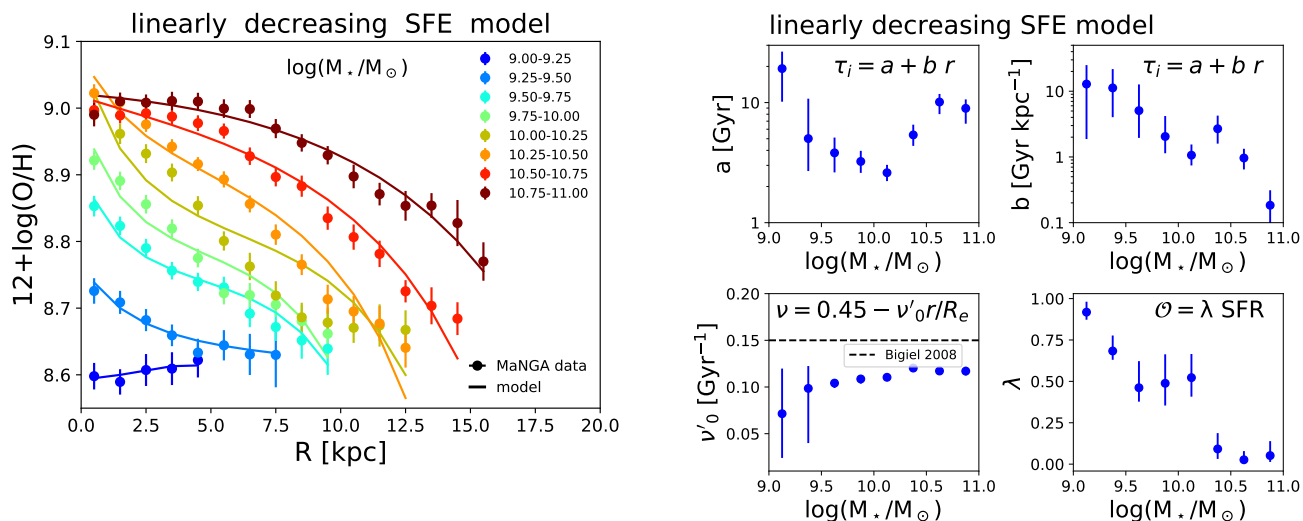 linearly decreasing SFE model
12+log(O/H)
9.1
9.0
8.9
8.8
8.7
8.6
log(M⋆/M⊙)
9.00-9.25
9.25-9.50
9.50-9.75
9.75-10.00
10.00-10.25
10.25-10.50
10.50-10.75
10.75-11.00
MaNGA data
model
0.0 2.5 5.0 7.5 10.0 12.5 15.0 17.5 20.0
R [kpc]
linearly decreasing SFE model
a [Gyr]
10
1
τi = a + b r
9.0 9.5 10.0 10.5 11.0
log(M⋆/M⊙)
b [Gyr kpc⁻¹]
10
1
0.1
τi = a + b r
9.0 9.5 10.0 10.5 11.0
log(M⋆/M⊙)
ν′0 [Gyr⁻¹]
0.20
0.15
0.10
0.05
ν = 0.45 − ν′0r/Re
Bigiel 2008
9.0 9.5 10.0 10.5 11.0
log(M⋆/M⊙)
λ
1.00
0.75
0.50
0.25
0.00
𝒪 = λ SFR
9.0 9.5 10.0 10.5 11.0
log(M⋆/M⊙)